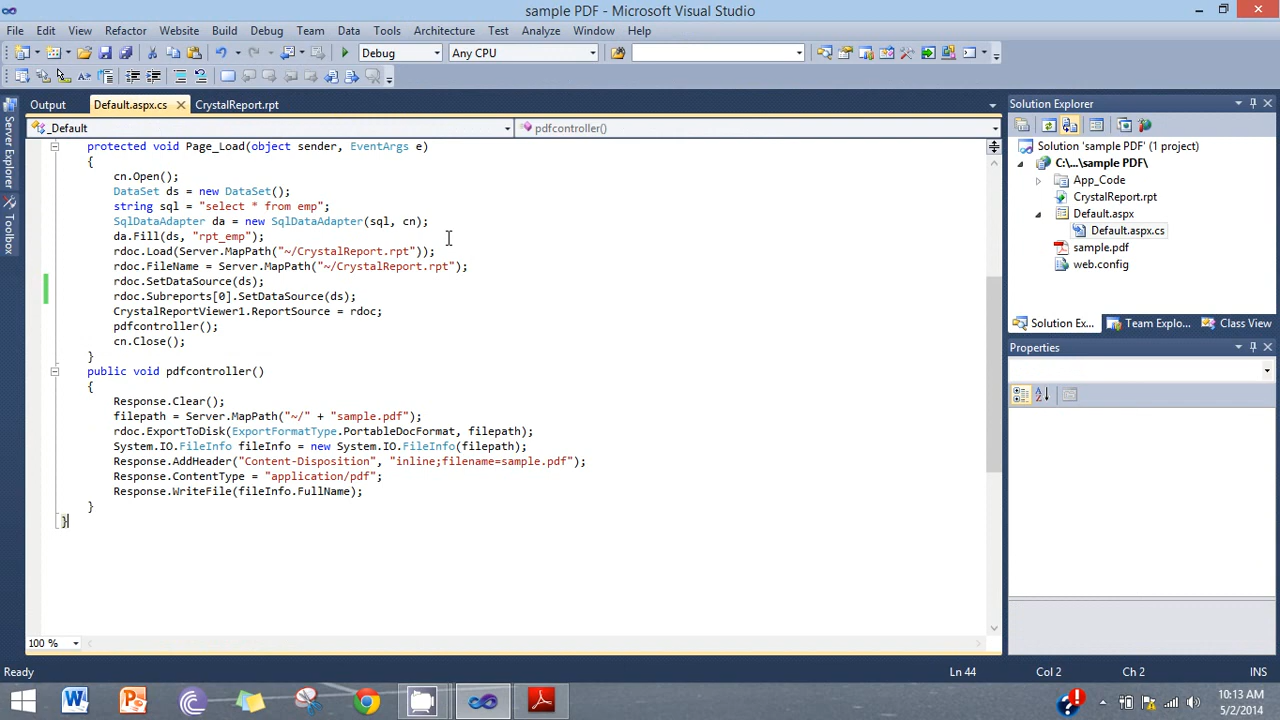 sample PDF - Microsoft Visual Studio
File Edit View Refactor Website Build Debug Team Data Tools Architecture Test Analyze Window Help
Debug Any CPU
Server Explorer
Toolbox
Output Default.aspx.cs CrystalReport.rpt
_Default pdfcontroller()
protected void Page_Load(object sender, EventArgs e)
{
cn.Open();
DataSet ds = new DataSet();
string sql = "select * from emp";
SqlDataAdapter da = new SqlDataAdapter(sql, cn);
da.Fill(ds, "rpt_emp");
rdoc.Load(Server.MapPath("~/CrystalReport.rpt"));
rdoc.FileName = Server.MapPath("~/CrystalReport.rpt");
rdoc.SetDataSource(ds);
rdoc.Subreports[0].SetDataSource(ds);
CrystalReportViewer1.ReportSource = rdoc;
pdfcontroller();
cn.Close();
}
public void pdfcontroller()
{
Response.Clear();
filepath = Server.MapPath("~/" + "sample.pdf");
rdoc.ExportToDisk(ExportFormatType.PortableDocFormat, filepath);
System.IO.FileInfo fileInfo = new System.IO.FileInfo(filepath);
Response.AddHeader("Content-Disposition", "inline;filename=sample.pdf");
Response.ContentType = "application/pdf";
Response.WriteFile(fileInfo.FullName);
}
}
100 %
Solution Explorer
Solution 'sample PDF' (1 project)
C:\...\sample PDF\
App_Code
CrystalReport.rpt
Default.aspx
Default.aspx.cs
sample.pdf
web.config
Solution Ex... Team Explo... Class View
Properties
Ready Ln 44 Col 2 Ch 2 INS
10:13 AM
5/2/2014